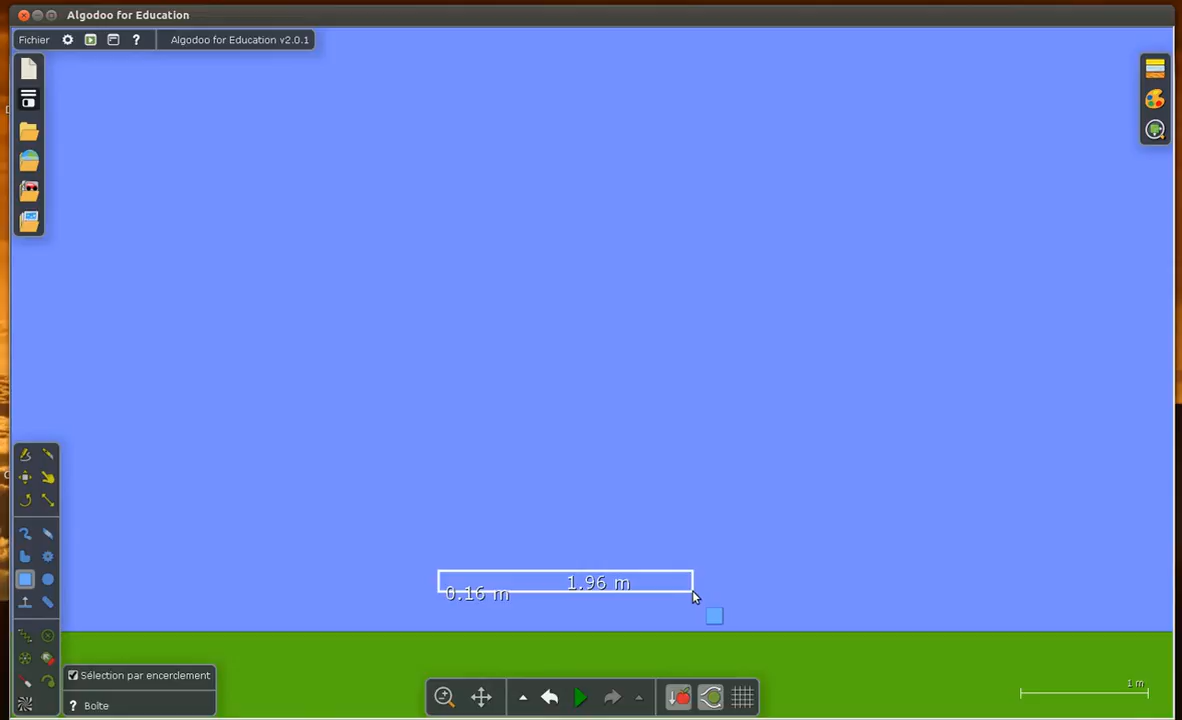 Algodoo for Education
Fichier ? Algodoo for Education v2.0.1
1.96 m
0.16 m
Sélection par encerclement
1 m
? Boîte